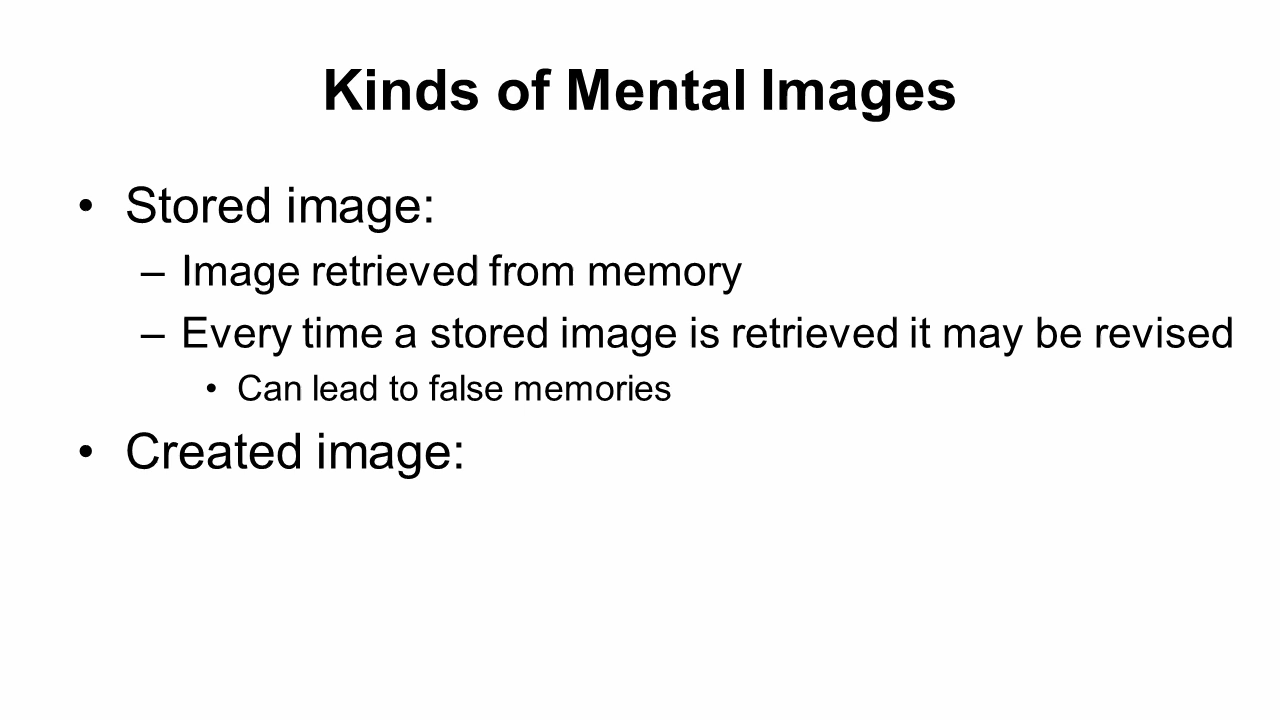 Kinds of Mental Images
• Stored image:
– Image retrieved from memory
– Every time a stored image is retrieved it may be revised
• Can lead to false memories
• Created image: